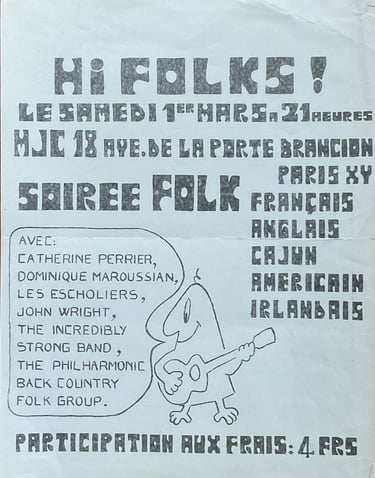 Hi FOLKS !
LE SAMEDI 1ER MARS A 21 HEURES
MJC 18 AVE. DE LA PORTE BRANCION
PARIS XV
SOIREE FOLK
FRANÇAIS
ANGLAIS
CAJUN
AMERICAIN
IRLANDAIS
AVEC:
CATHERINE PERRIER,
DOMINIQUE MAROUSSIAN,
LES ESCHOLIERS,
JOHN WRIGHT,
THE INCREDIBLY
STRONG BAND,
THE PHILHARMONIC
BACK COUNTRY
FOLK GROUP.
PARTICIPATION AUX FRAIS: 4 FRS